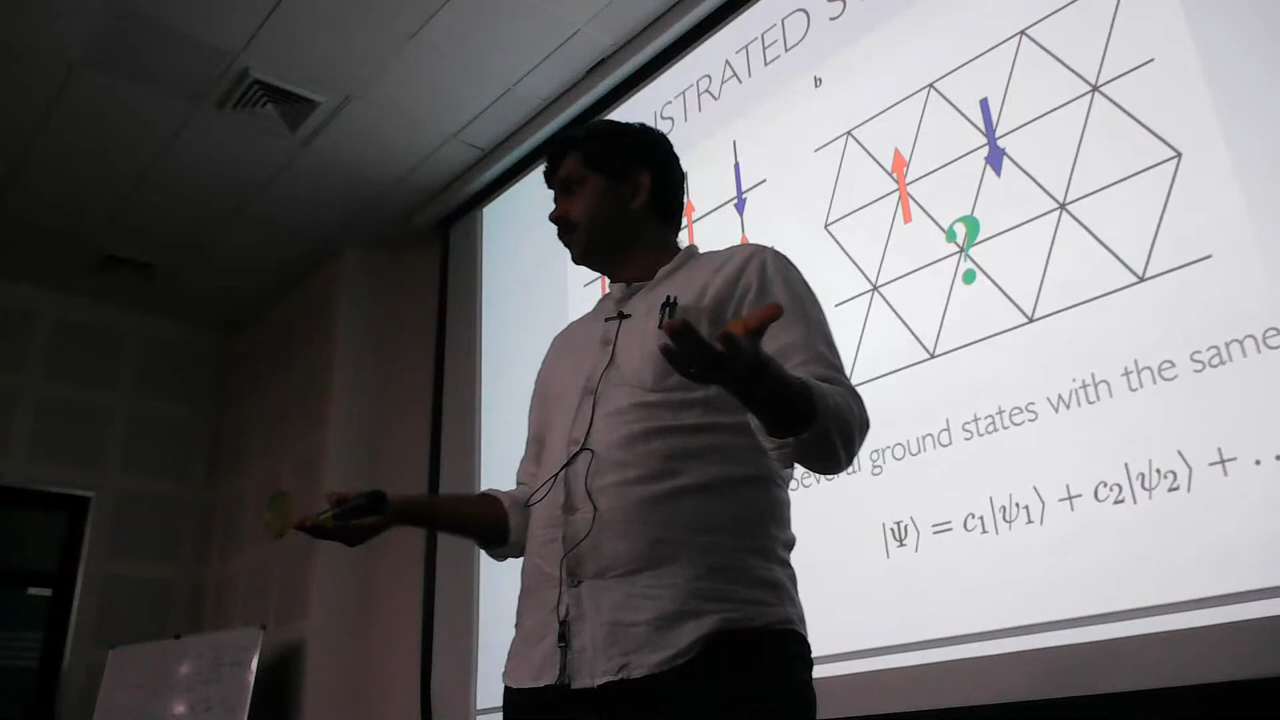 STRATED S
b
?
Several ground states with the same
|Ψ⟩ = c₁|ψ₁⟩ + c₂|ψ₂⟩ + . .